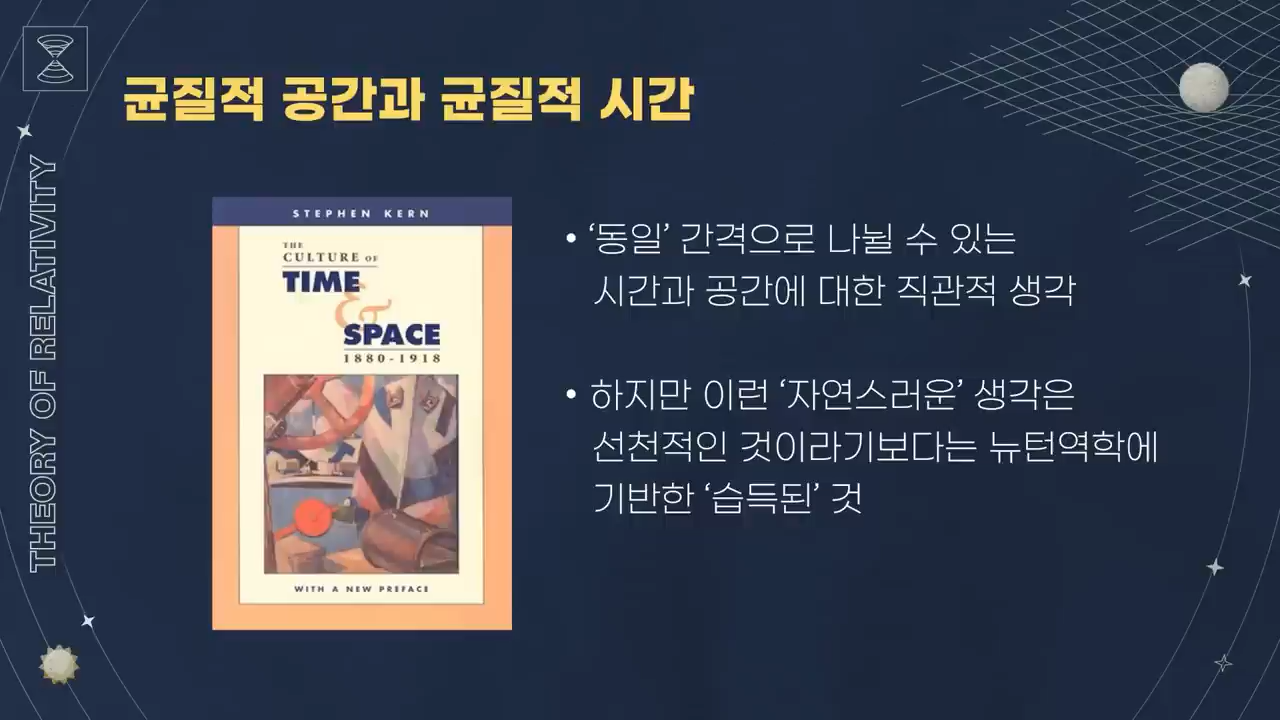 균질적 공간과 균질적 시간
THEORY OF RELATIVITY
STEPHEN KERN
THE
CULTURE OF
TIME
&
SPACE
1880-1918
WITH A NEW PREFACE
• ‘동일’ 간격으로 나뉠 수 있는
시간과 공간에 대한 직관적 생각
• 하지만 이런 ‘자연스러운’ 생각은
선천적인 것이라기보다는 뉴턴역학에
기반한 ‘습득된’ 것